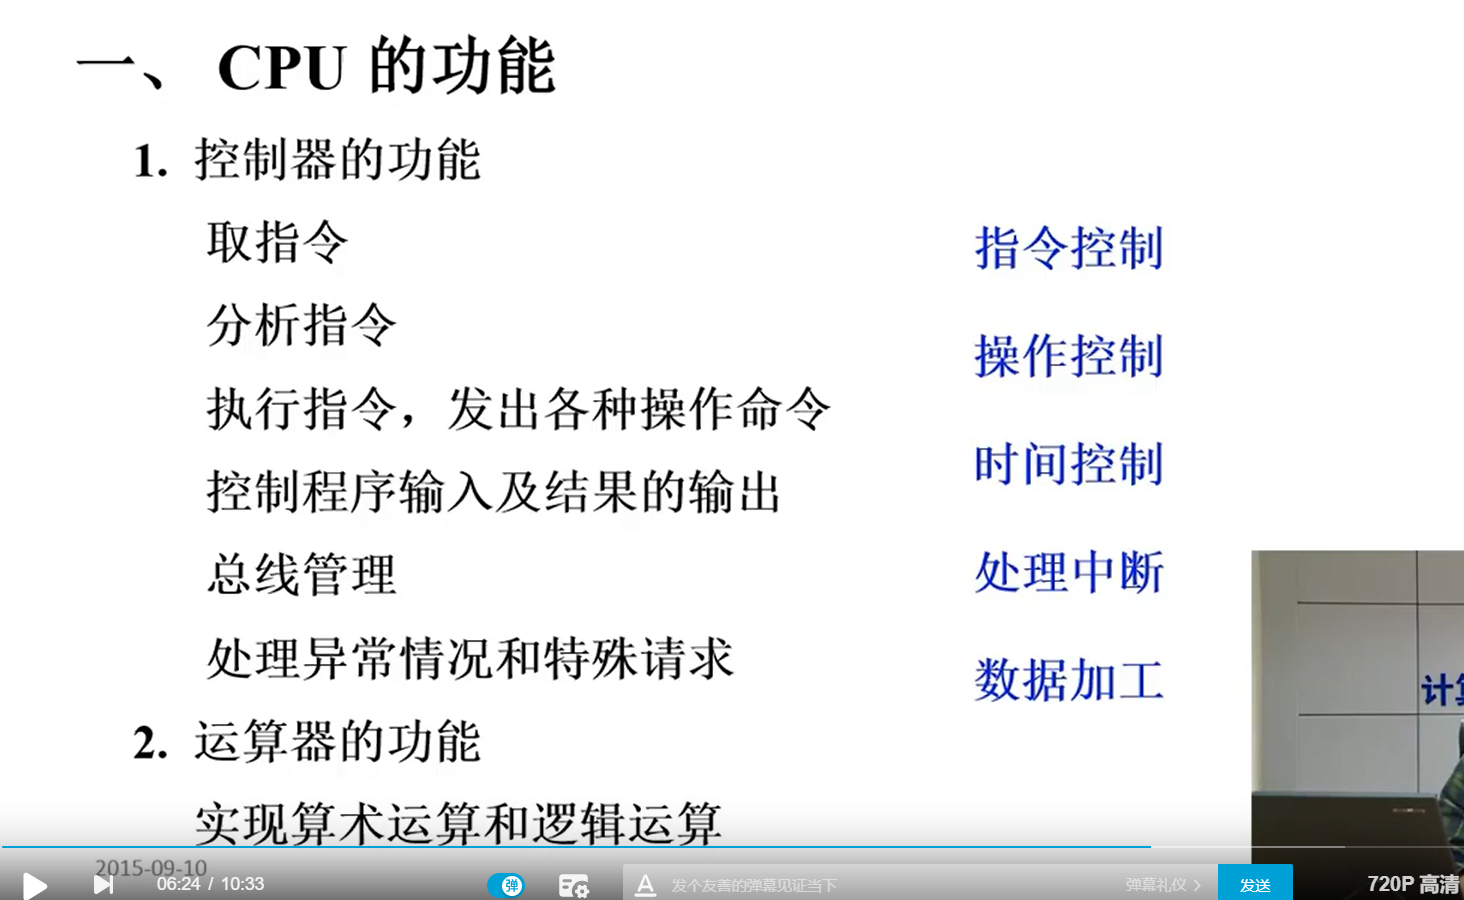 一、 CPU 的功能
1. 控制器的功能
取指令
分析指令
执行指令，发出各种操作命令
控制程序输入及结果的输出
总线管理
处理异常情况和特殊请求
2. 运算器的功能
实现算术运算和逻辑运算
指令控制
操作控制
时间控制
处理中断
数据加工
计算
2015-09-10
06:24 / 10:33
弹
A 发个友善的弹幕见证当下
弹幕礼仪 >
发送
720P 高清